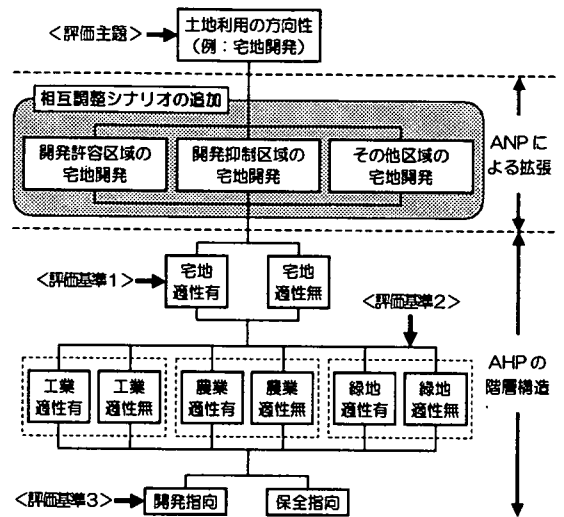 <評価主題>
土地利用の方向性
(例:宅地開発)
相互調整シナリオの追加
開発許容区域の
宅地開発
開発抑制区域の
宅地開発
その他区域の
宅地開発
ANPに
よる拡張
<評価基準1>
宅地
適性有
宅地
適性無
<評価基準2>
工業
適性有
工業
適性無
農業
適性有
農業
適性無
緑地
適性有
緑地
適性無
AHPの
階層構造
<評価基準3>
開発指向
保全指向